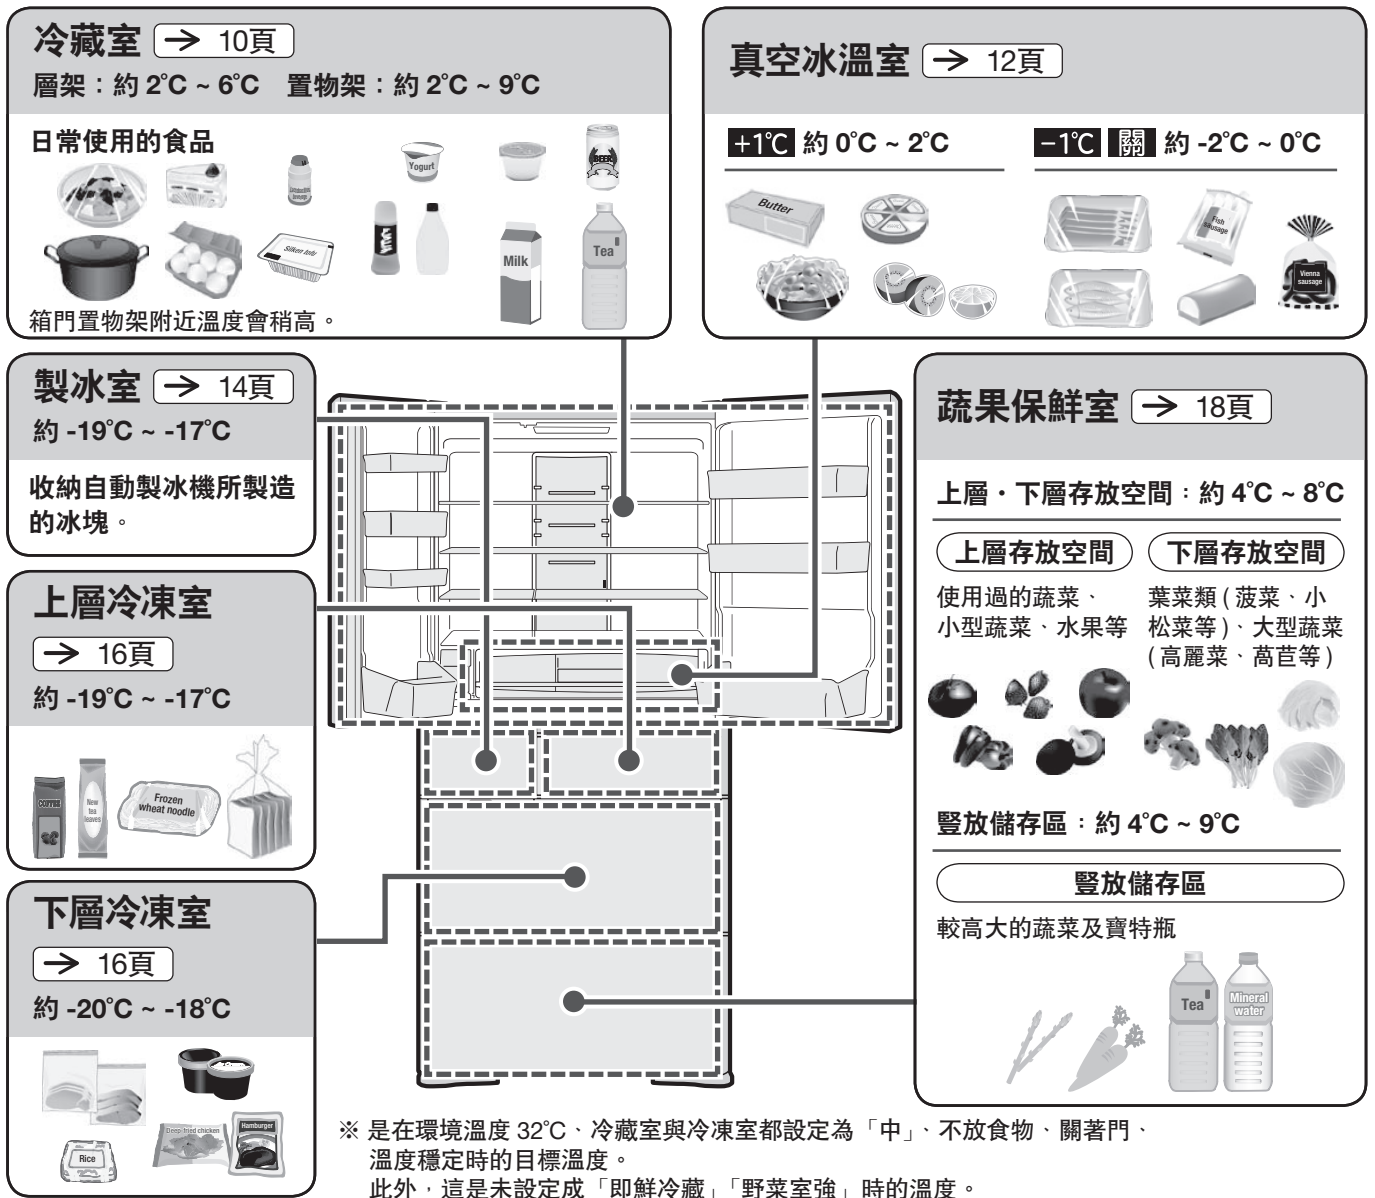 冷藏室 → 10頁
層架：約 2℃ ~ 6℃ 置物架：約 2℃ ~ 9℃
日常使用的食品
Yogurt
BEER
Silken tofu
Milk
Tea
箱門置物架附近溫度會稍高。
真空冰溫室 → 12頁
+1℃ 約 0℃ ~ 2℃
−1℃ 關 約 -2℃ ~ 0℃
Butter
Fish
sausage
Vienna
sausage
製冰室 → 14頁
約 -19℃ ~ -17℃
收納自動製冰機所製造
的冰塊。
上層冷凍室
→ 16頁
約 -19℃ ~ -17℃
COFFEE
New
tea
leaves
Frozen
wheat noodle
下層冷凍室
→ 16頁
約 -20℃ ~ -18℃
Rice
Deep fried chicken
Hamburger
蔬果保鮮室 → 18頁
上層・下層存放空間：約 4℃ ~ 8℃
上層存放空間
使用過的蔬菜、
小型蔬菜、水果等
下層存放空間
葉菜類 ( 菠菜、小
松菜等 )、大型蔬菜
( 高麗菜、萵苣等 )
豎放儲存區：約 4℃ ~ 9℃
豎放儲存區
較高大的蔬菜及寶特瓶
Tea
Mineral
water
※ 是在環境溫度 32℃、冷藏室與冷凍室都設定為「中」、不放食物、關著門、
溫度穩定時的目標溫度。
此外，這是未設定成「即鮮冷藏」「野菜室強」時的溫度。